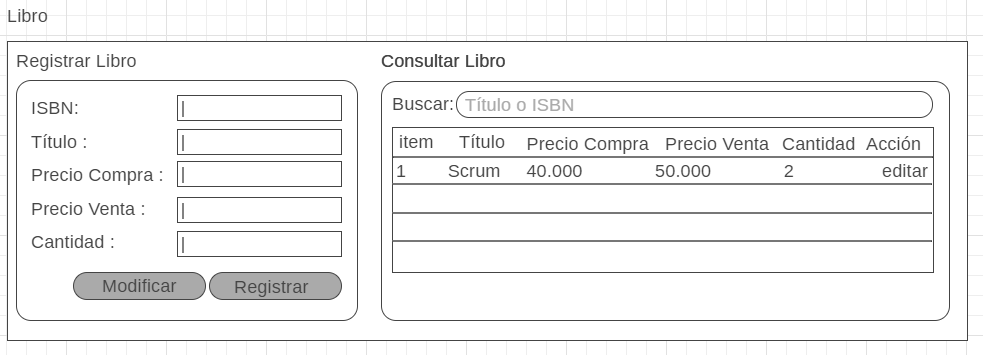 Libro
Registrar Libro
ISBN:
Título :
Precio Compra :
Precio Venta :
Cantidad :
Modificar Registrar
Consultar Libro
Buscar: Título o ISBN
item Título Precio Compra Precio Venta Cantidad Acción
1 Scrum 40.000 50.000 2 editar